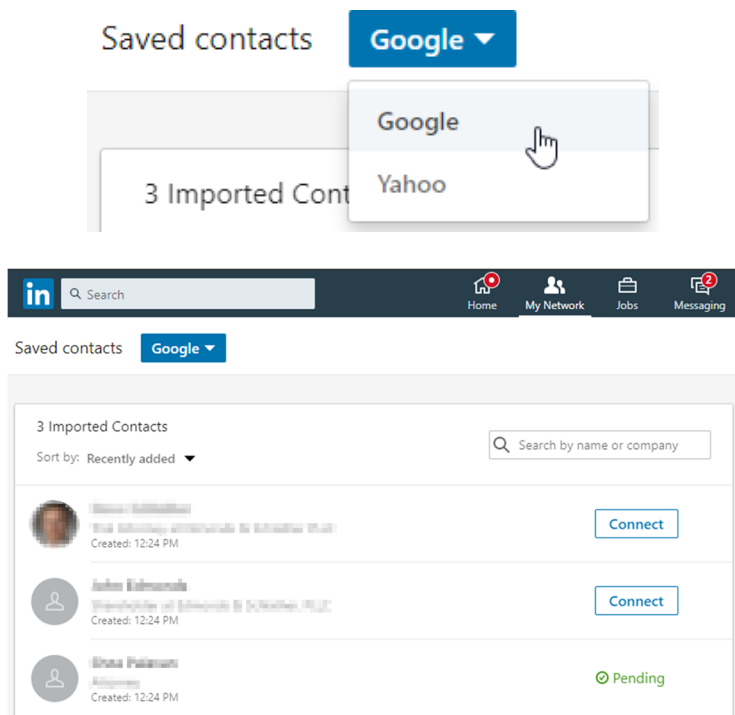 Saved contacts Google
Google
Yahoo
3 Imported Cont
in Search Home My Network Jobs 2 Messaging
Saved contacts Google
3 Imported Contacts
Search by name or company
Sort by: Recently added
Connect
Created: 12:24 PM
Connect
Created: 12:24 PM
Pending
Created: 12:24 PM